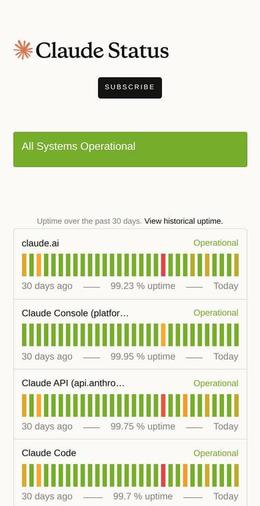 Claude Status
SUBSCRIBE
All Systems Operational
Uptime over the past 30 days. View historical uptime.
claude.ai Operational
30 days ago 99.23 % uptime Today
Claude Console (platfor… Operational
30 days ago 99.95 % uptime Today
Claude API (api.anthro… Operational
30 days ago 99.75 % uptime Today
Claude Code Operational
30 days ago 99.7 % uptime Today